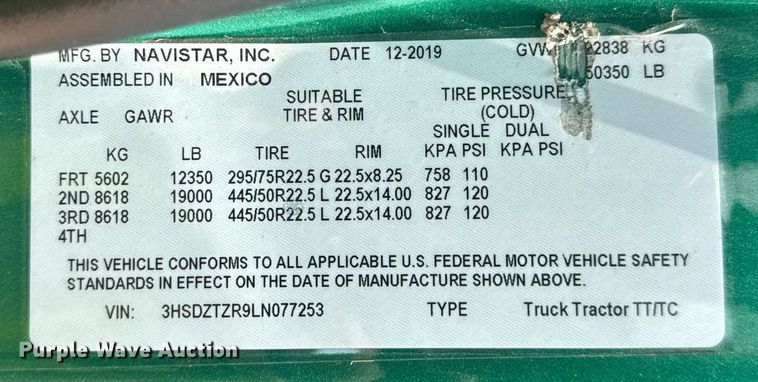 MFG. BY NAVISTAR, INC. DATE 12-2019 22838 KG
ASSEMBLED IN MEXICO 50350 LB
SUITABLE TIRE PRESSURE
AXLE GAWR TIRE & RIM (COLD)
SINGLE DUAL
KG LB TIRE RIM KPA PSI KPA PSI
FRT 5602 12350 295/75R22.5 G 22.5x8.25 758 110
2ND 8618 19000 445/50R22.5 L 22.5x14.00 827 120
3RD 8618 19000 445/50R22.5 L 22.5x14.00 827 120
4TH
THIS VEHICLE CONFORMS TO ALL APPLICABLE U.S. FEDERAL MOTOR VEHICLE SAFETY
STANDARDS IN EFFECT ON THE DATE OF MANUFACTURE SHOWN ABOVE.
VIN: 3HSDZTZR9LN077253 TYPE Truck Tractor TT/TC
Purple Wave Auction